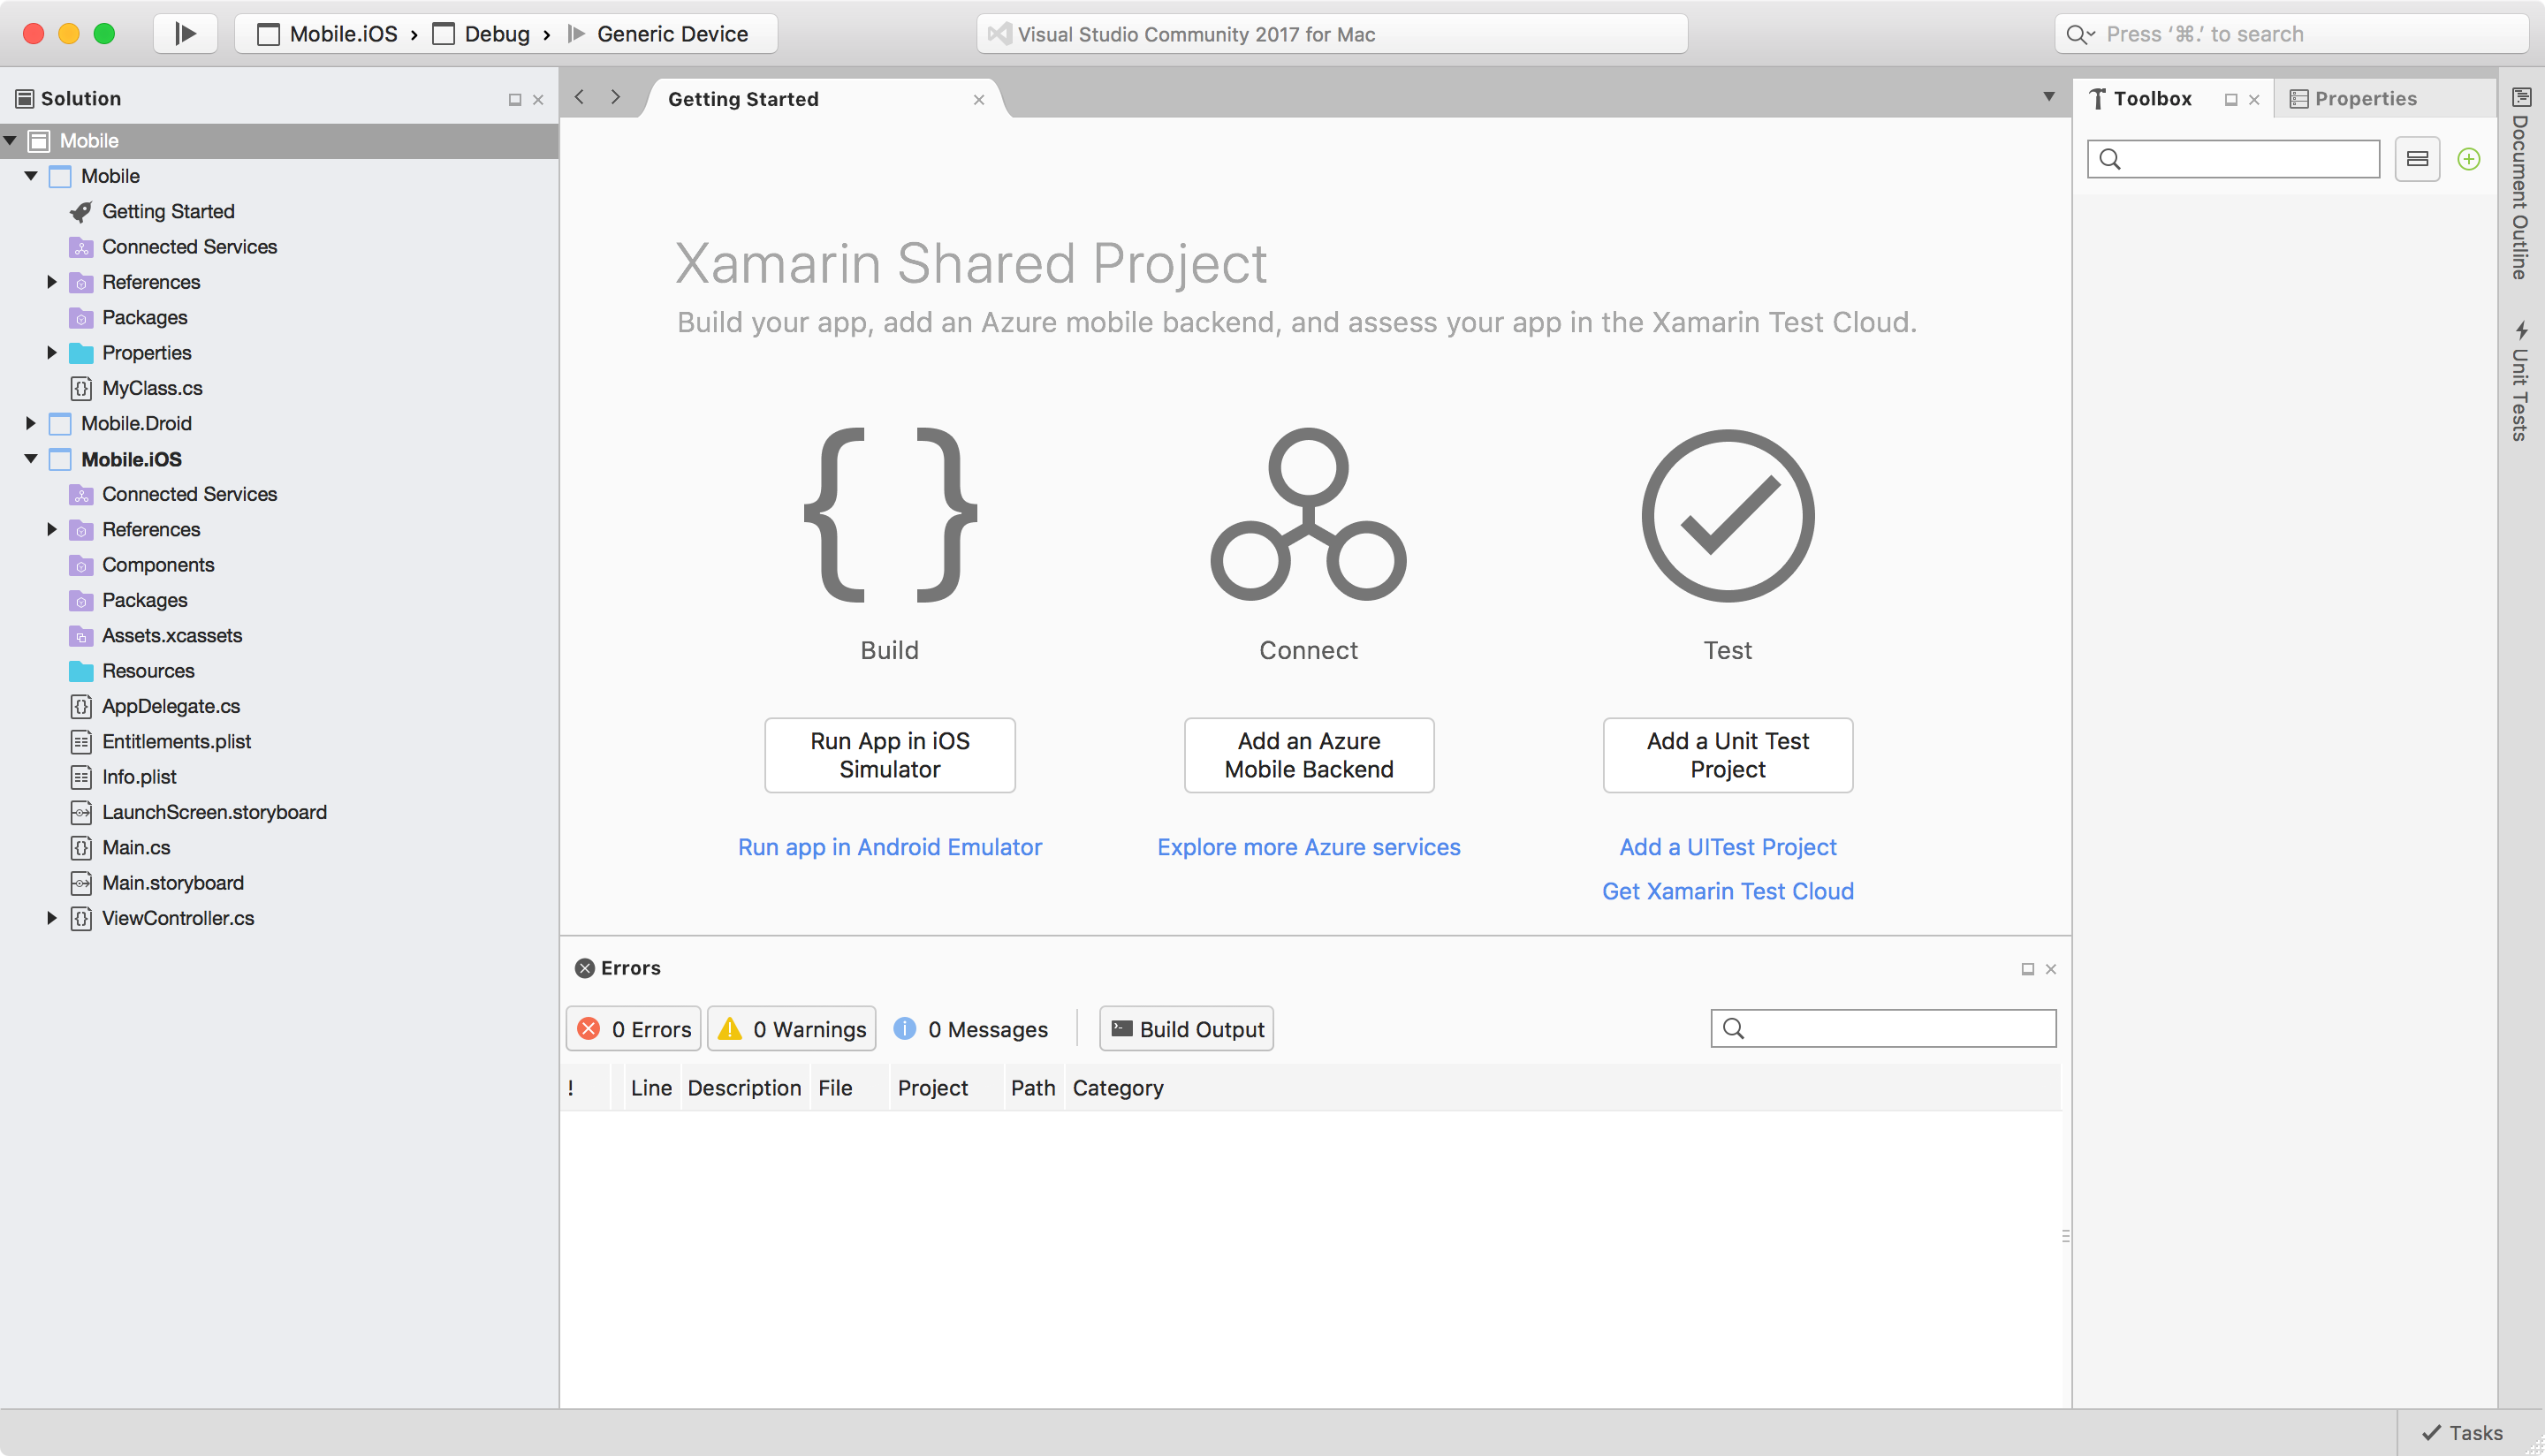 Mobile.iOS › Debug › Generic Device
Visual Studio Community 2017 for Mac
Press ‘⌘.’ to search
Solution
Mobile
Mobile
Getting Started
Connected Services
References
Packages
Properties
MyClass.cs
Mobile.Droid
Mobile.iOS
Connected Services
References
Components
Packages
Assets.xcassets
Resources
AppDelegate.cs
Entitlements.plist
Info.plist
LaunchScreen.storyboard
Main.cs
Main.storyboard
ViewController.cs
Getting Started
Xamarin Shared Project
Build your app, add an Azure mobile backend, and assess your app in the Xamarin Test Cloud.
Build
Run App in iOS
Simulator
Run app in Android Emulator
Connect
Add an Azure
Mobile Backend
Explore more Azure services
Test
Add a Unit Test
Project
Add a UITest Project
Get Xamarin Test Cloud
Errors
0 Errors
0 Warnings
0 Messages
Build Output
! Line Description File Project Path Category
Toolbox
Properties
Document Outline
Unit Tests
Tasks